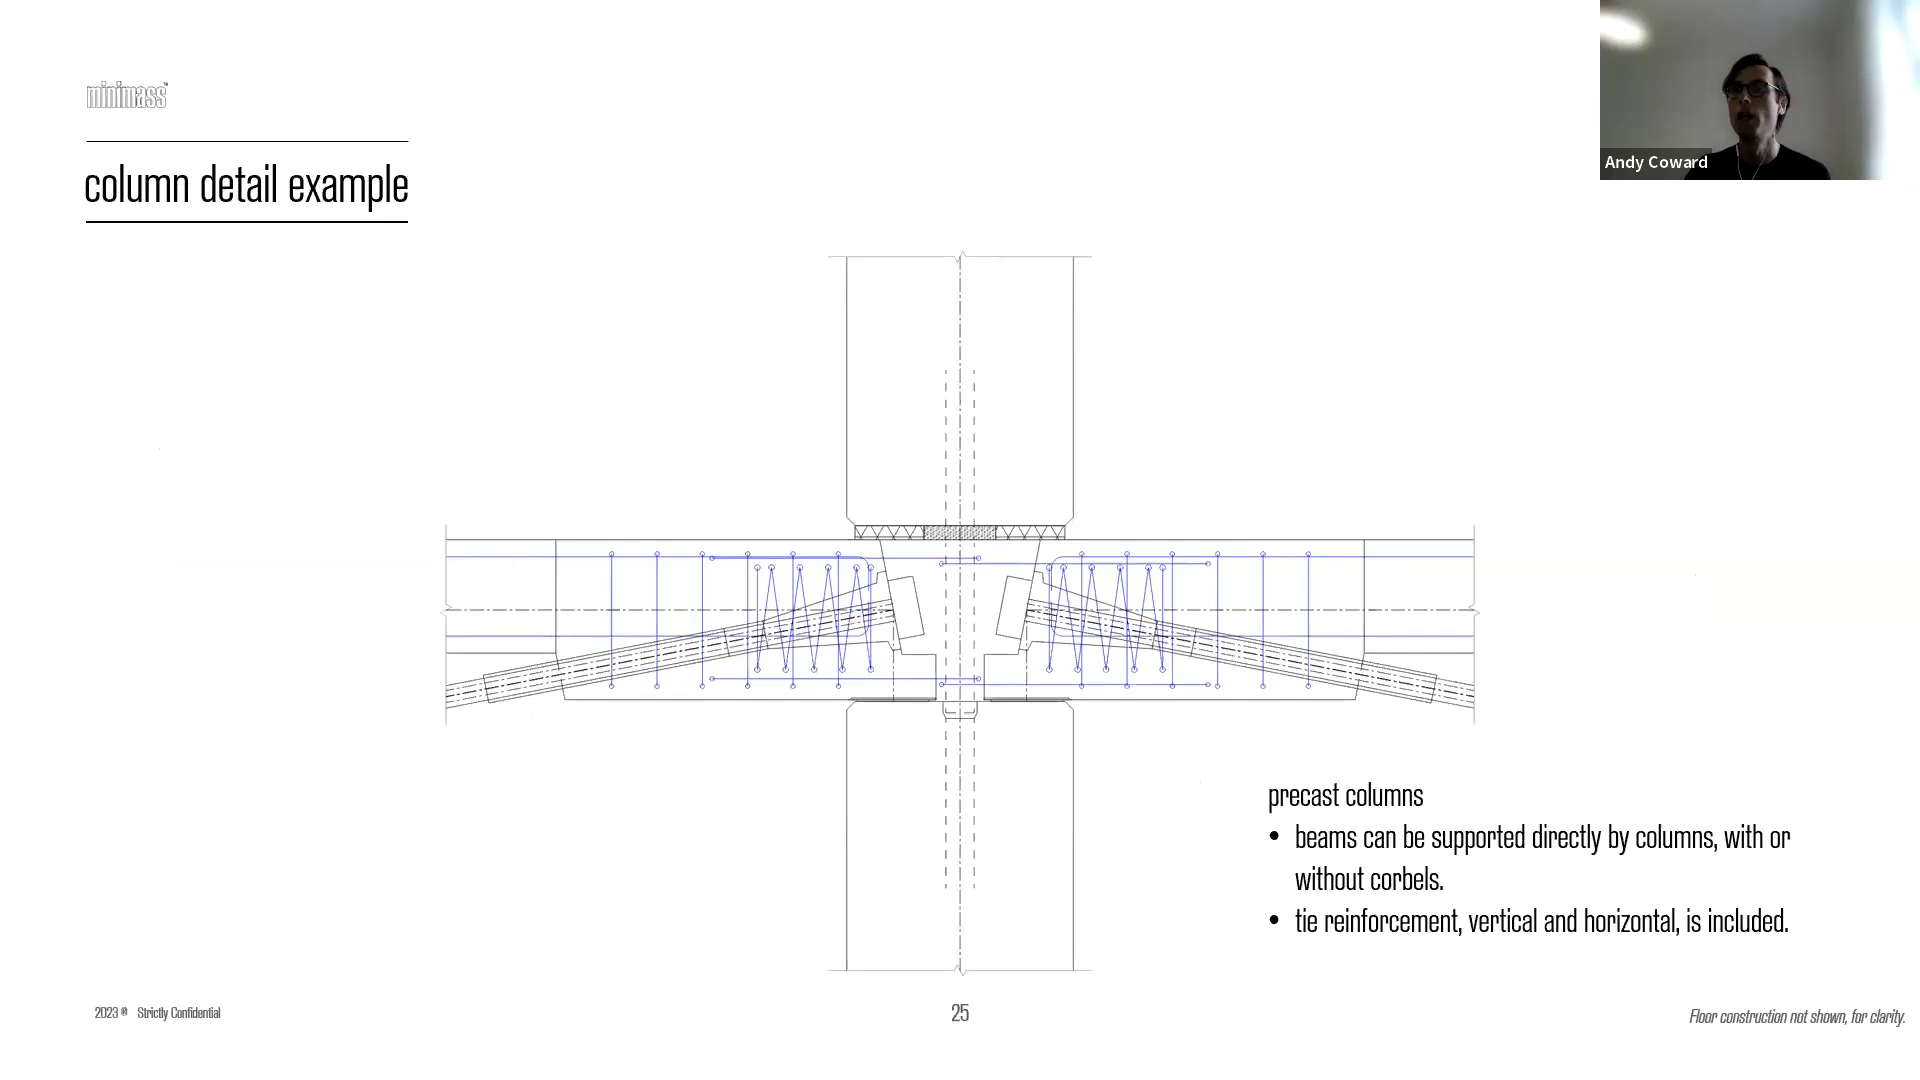 minimass™
column detail example
Andy Coward
precast columns
• beams can be supported directly by columns, with or
without corbels.
• tie reinforcement, vertical and horizontal, is included.
2023 © Strictly Confidential
25
Floor construction not shown, for clarity.